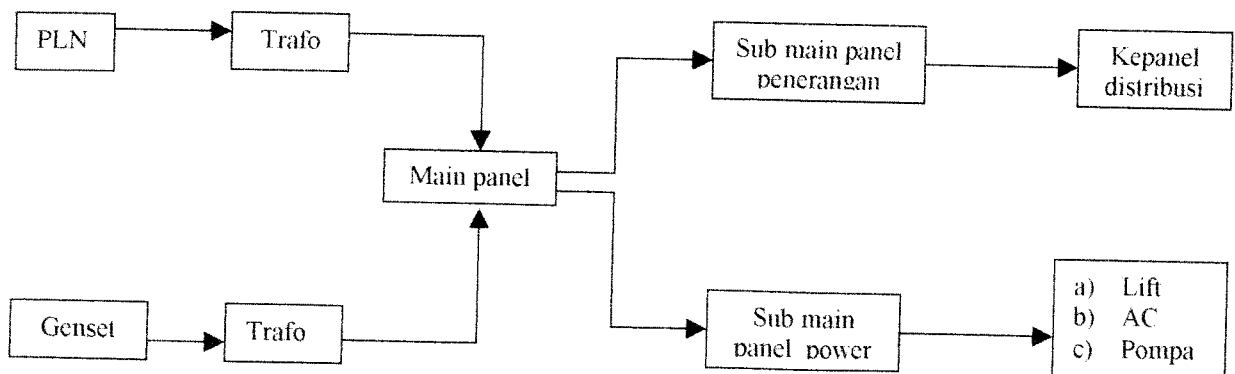 PLN
Trafo
Sub main panel
penerangan
Kepanel
distribusi
Main panel
Genset
Trafo
Sub main
panel power
a) Lift
b) AC
c) Pompa